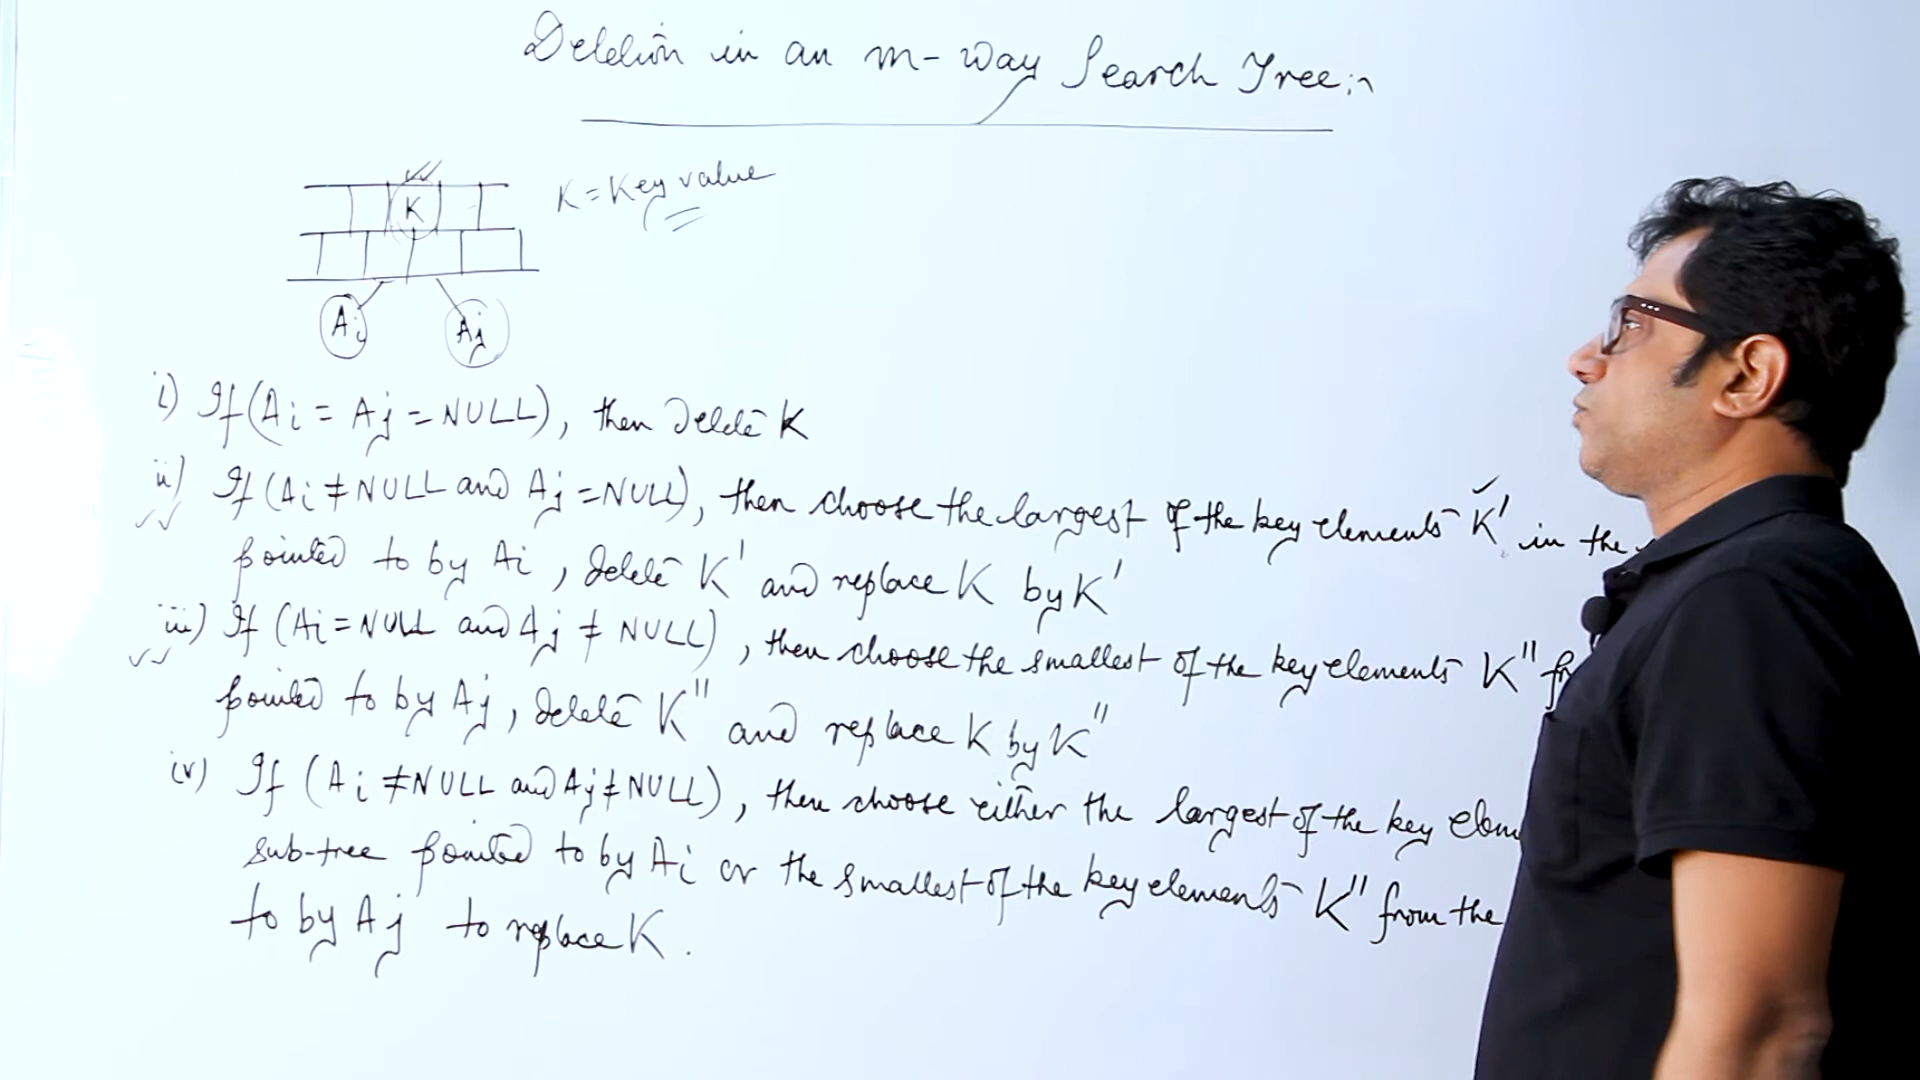 Deletion in an m-way Search Tree:-
K = Key value
K
Ai Aj
i) If (Ai = Aj = NULL), then delete K
ii) If (Ai ≠ NULL and Aj = NULL), then choose the largest of the key elements K' in the
pointed to by Ai, delete K' and replace K by K'
iii) If (Ai = NULL and Aj ≠ NULL), then choose the smallest of the key elements K''
pointed to by Aj, delete K'' and replace K by K''
iv) If (Ai ≠ NULL and Aj ≠ NULL), then choose either the largest of the key
sub-tree pointed to by Ai or the smallest of the key elements K'' from the
to by Aj to replace K.